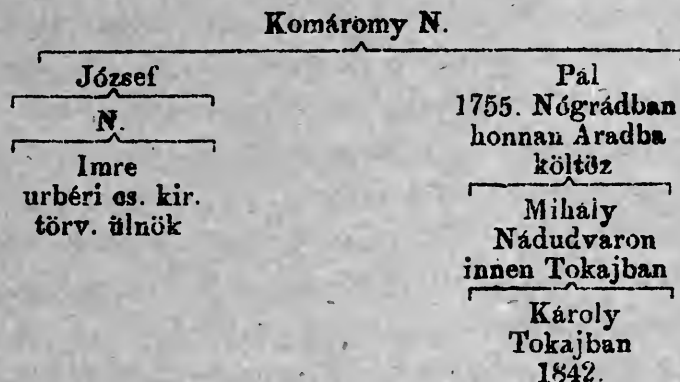 Komáromy N.
József
N.
Imre
urbéri cs. kir.
törv. ülnök
Pál
1755. Nógrádban
honnan Aradba
költöz
Mihály
Nádudvaron
innen Tokajban
Károly
Tokajban
1842.